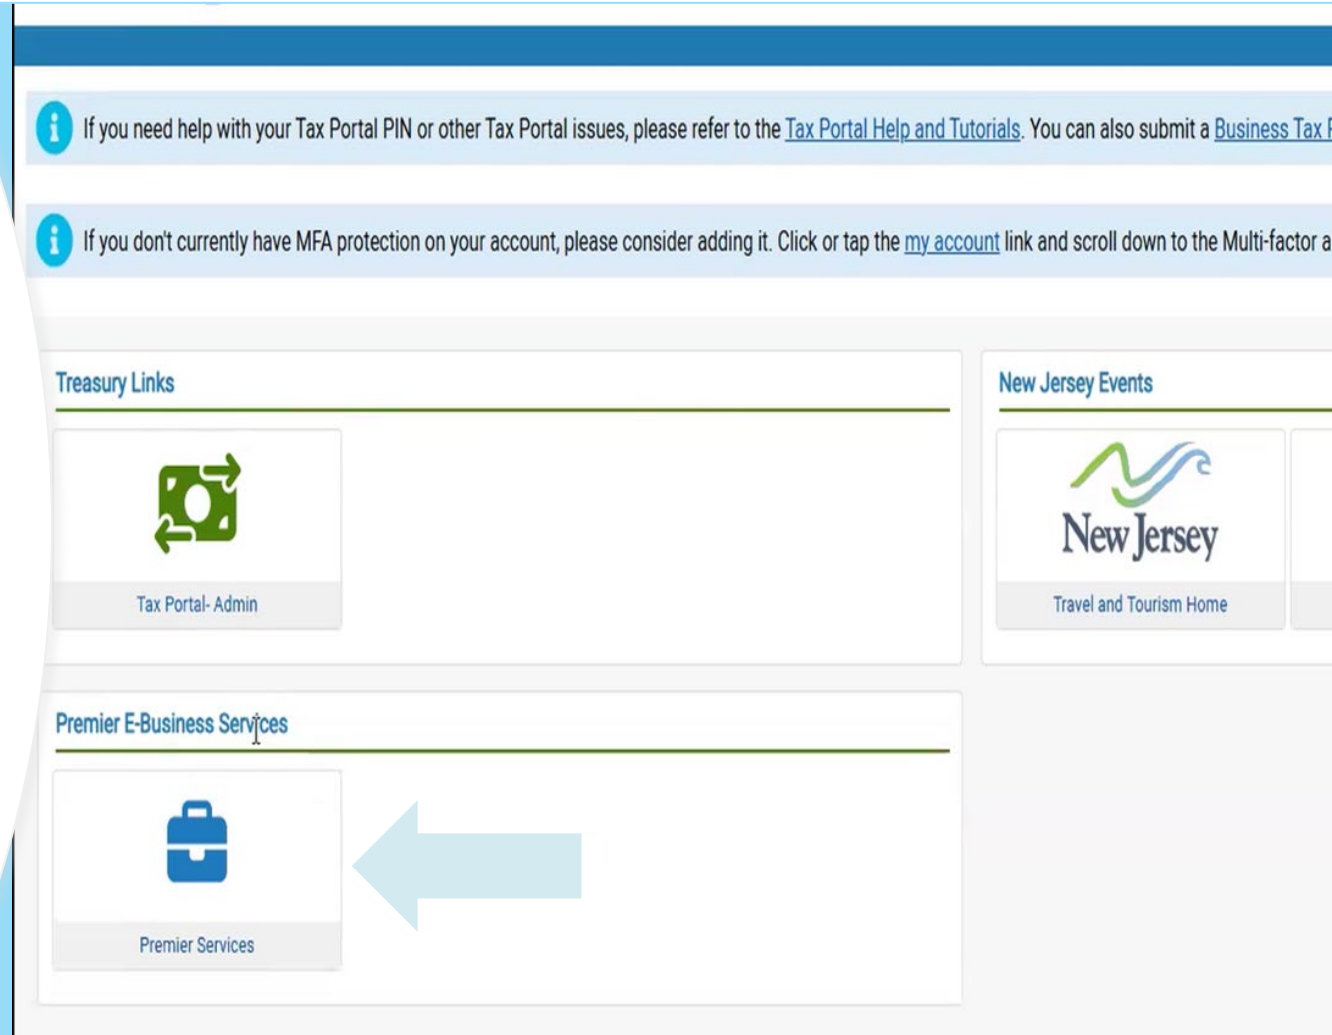 If you need help with your Tax Portal PIN or other Tax Portal issues, please refer to the Tax Portal Help and Tutorials. You can also submit a Business Tax
If you don't currently have MFA protection on your account, please consider adding it. Click or tap the my account link and scroll down to the Multi-factor a
Treasury Links
New Jersey Events
New Jersey
Tax Portal- Admin
Travel and Tourism Home
Premier E-Business Services
Premier Services